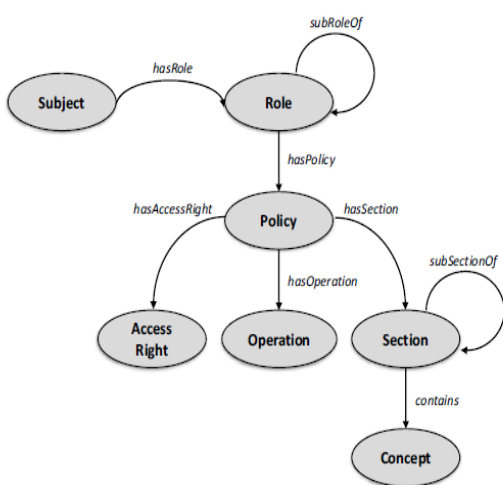 subRoleOf
hasRole
Subject
Role
hasPolicy
hasAccessRight
Policy
hasSection
subSectionOf
hasOperation
Access
Right
Operation
Section
contains
Concept